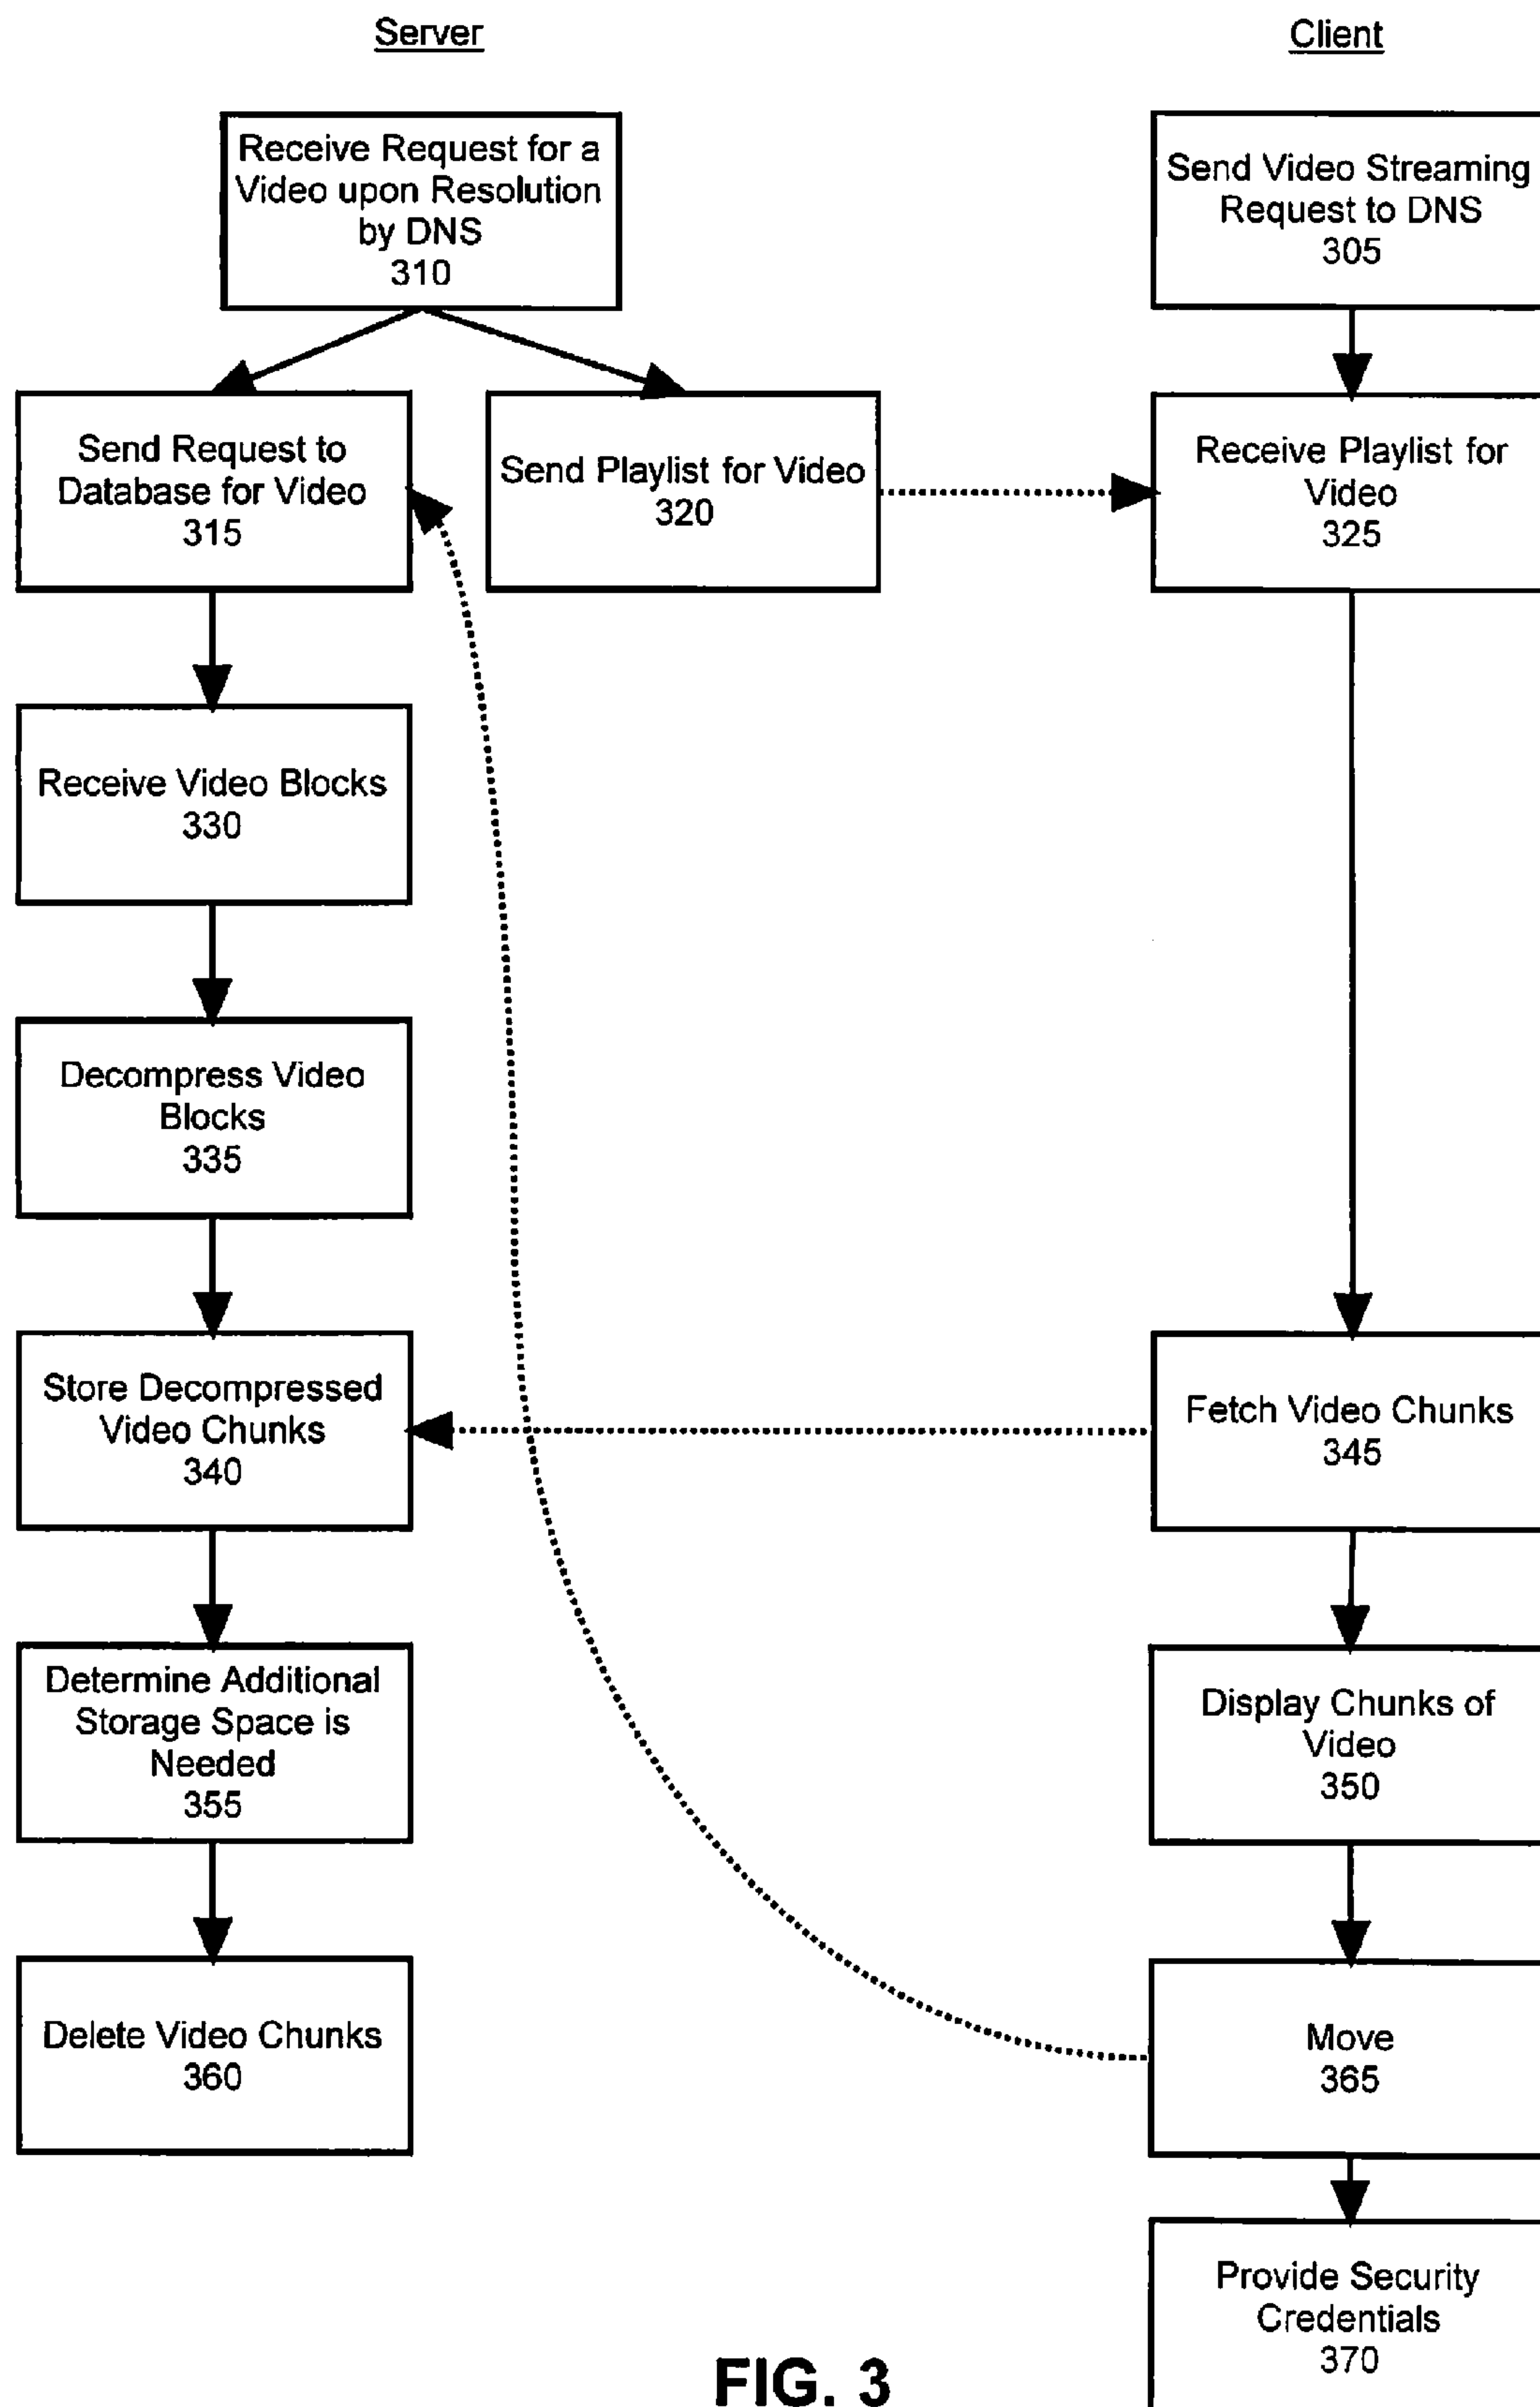 Server
Client
Receive Request for a
Video upon Resolution
by DNS
310
Send Video Streaming
Request to DNS
305
Send Request to
Database for Video
315
Send Playlist for Video
320
Receive Playlist for
Video
325
Receive Video Blocks
330
Decompress Video
Blocks
335
Store Decompressed
Video Chunks
340
Fetch Video Chunks
345
Determine Additional
Storage Space is
Needed
355
Display Chunks of
Video
350
Delete Video Chunks
360
Move
365
Provide Security
Credentials
370
FIG. 3